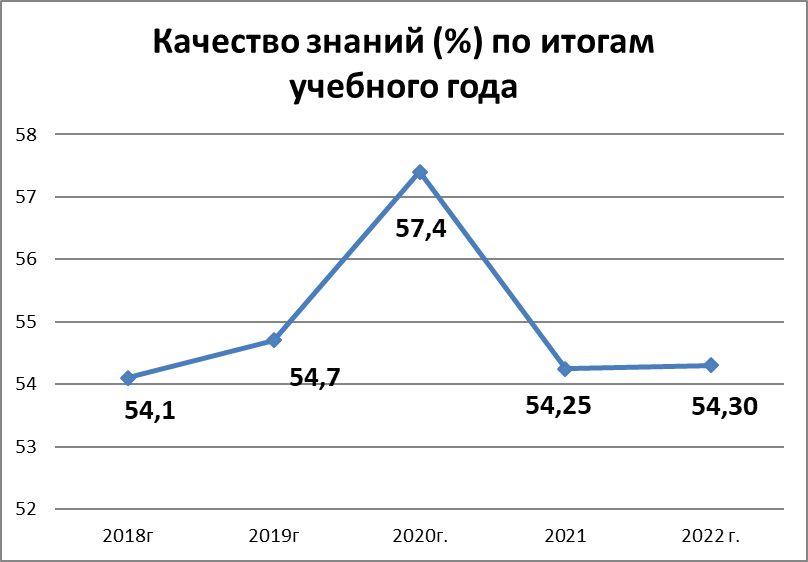 Качество знаний (%) по итогам
учебного года
58
57
56
55
54
53
52
54,1
54,7
57,4
54,25
54,30
2018г
2019г
2020г.
2021
2022 г.